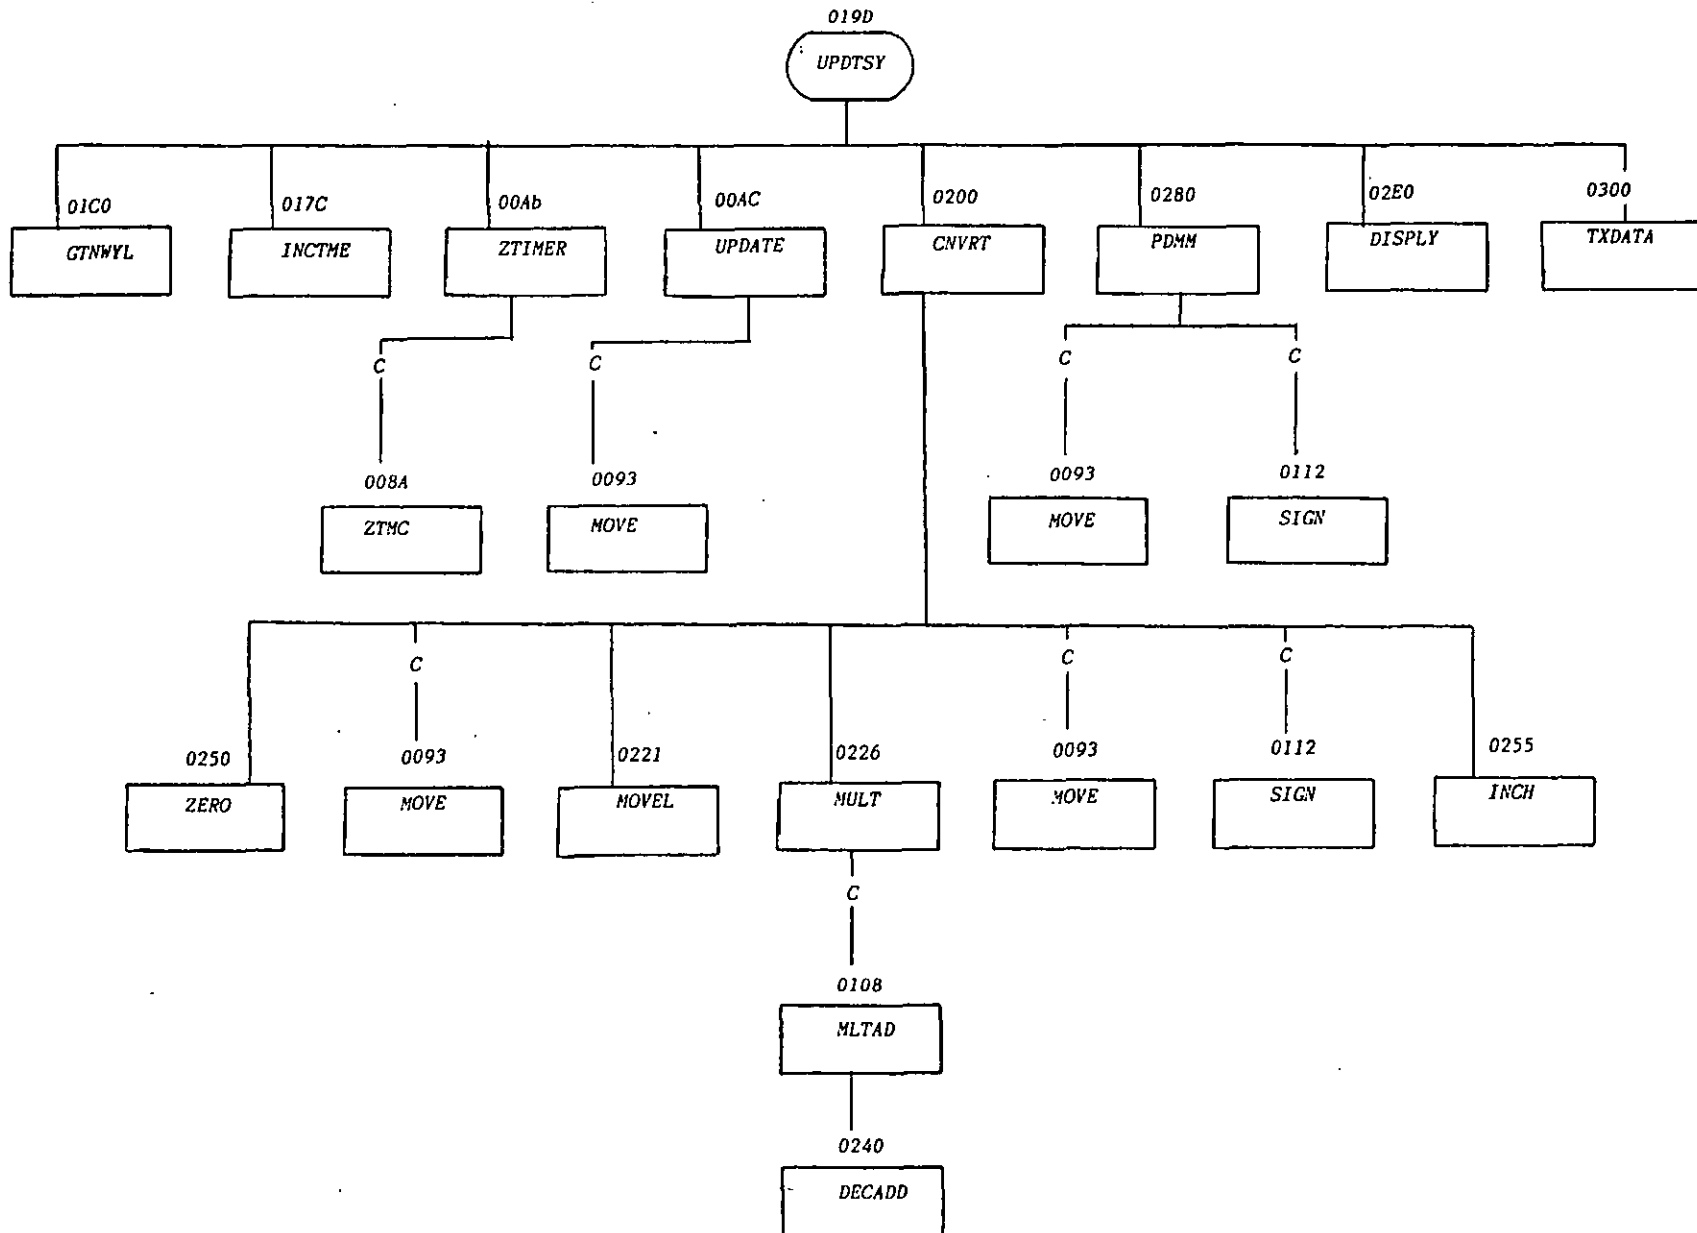 019D
UPDTSY
01C0 017C 00Ab 00AC 0200 0280 02E0 0300
GTNWYL INCTME ZTIMER UPDATE CNVRT PDMM DISPLY TXDATA
C C C C
008A 0093 0093 0112
ZTMC MOVE MOVE SIGN
C C C
0250 0093 0221 0226 0093 0112 0255
ZERO MOVE MOVEL MULT MOVE SIGN INCH
C
0108
MLTAD
0240
DECADD